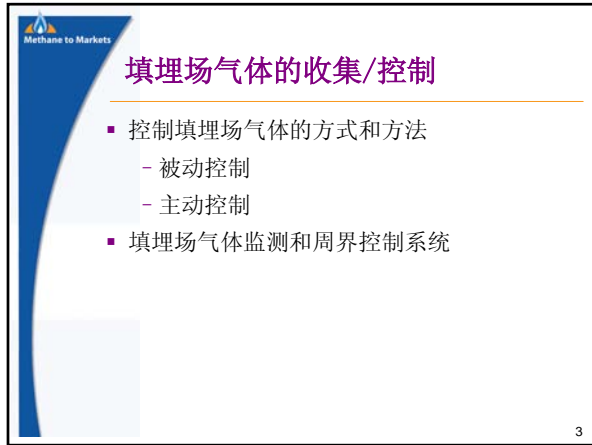 Methane to Markets
填埋场气体的收集/控制
▪ 控制填埋场气体的方式和方法
－被动控制
－主动控制
▪ 填埋场气体监测和周界控制系统
3